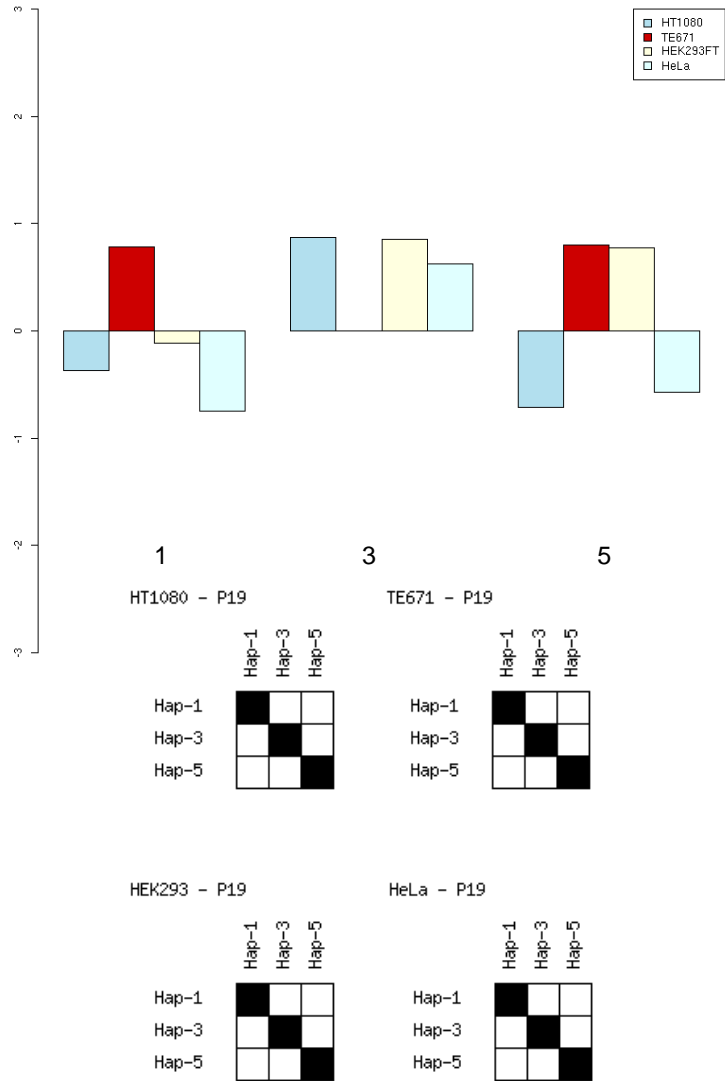 3
2
1
0
-1
-2
-3
HT1080
TE671
HEK293FT
HeLa
1 3 5
HT1080 - P19
Hap-1 Hap-3 Hap-5
Hap-1
Hap-3
Hap-5
TE671 - P19
Hap-1 Hap-3 Hap-5
Hap-1
Hap-3
Hap-5
HEK293 - P19
Hap-1 Hap-3 Hap-5
Hap-1
Hap-3
Hap-5
HeLa - P19
Hap-1 Hap-3 Hap-5
Hap-1
Hap-3
Hap-5